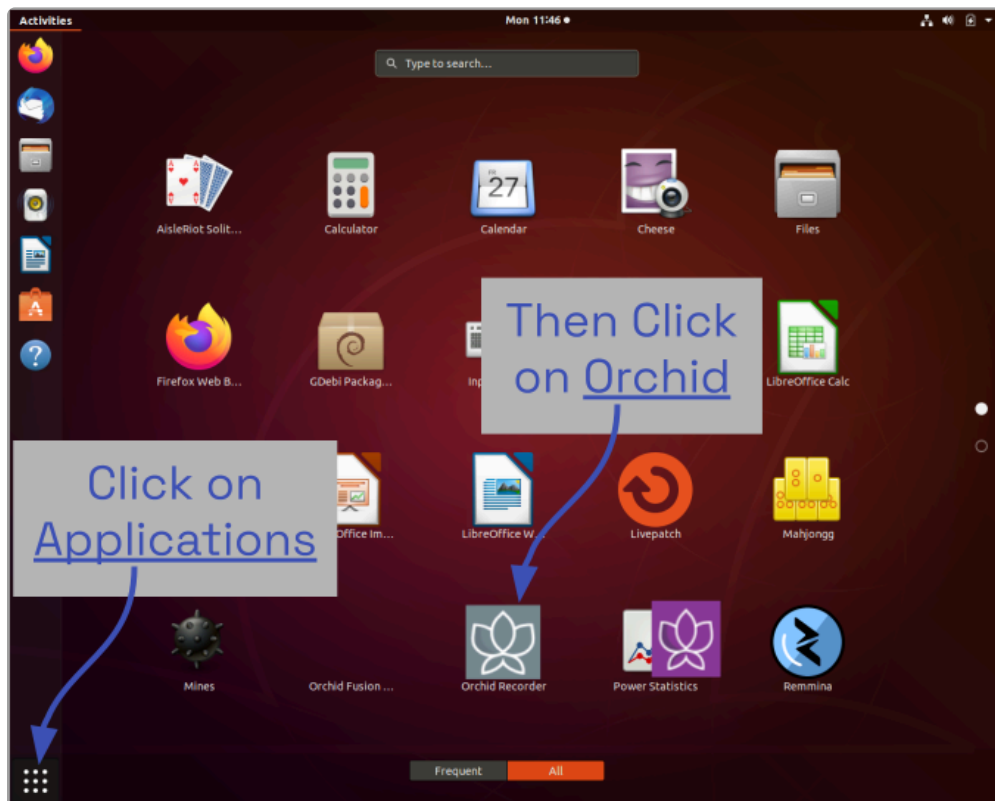 Activities
Mon 11:46
Type to search...
27
AisleRiot Solit...
Calculator
Calendar
Cheese
Files
Then Click
on Orchid
Firefox Web B...
GDebi Packag...
Inp
LibreOffice Calc
Click on
Applications
Office Im...
LibreOffice W...
Livepatch
Mahjongg
Mines
Orchid Fusion ...
Orchid Recorder
Power Statistics
Remmina
Frequent
All